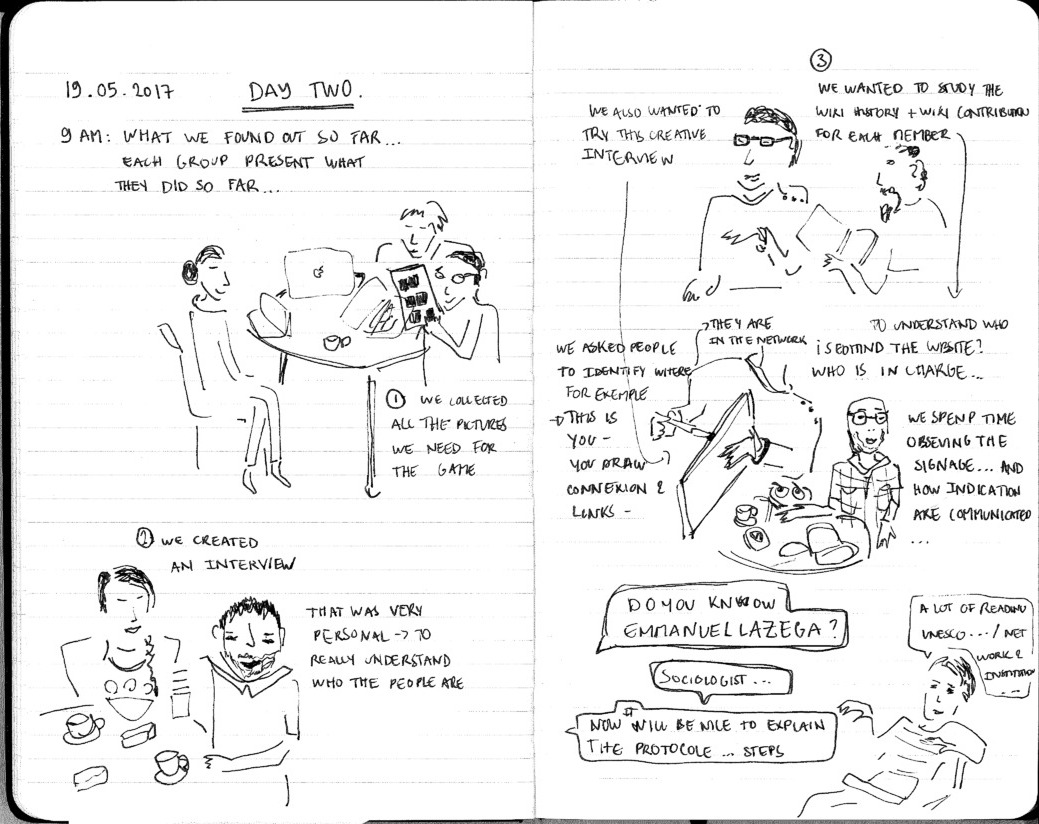 19.05.2017 DAY TWO.
9 AM: WHAT WE FOUND OUT SO FAR...
EACH GROUP PRESENT WHAT
THEY DID SO FAR...
① WE COLLECTED
ALL THE PICTURES
WE NEED FOR
THE GAME
② WE CREATED
AN INTERVIEW
THAT WAS VERY
PERSONAL -> TO
REALLY UNDERSTAND
WHO THE PEOPLE ARE
WE ALSO WANTED TO
TRY THIS CREATIVE
INTERVIEW
③
WE WANTED TO STUDY THE
WIKI HISTORY + WIKI CONTRIBUTION
FOR EACH MEMBER
WE ASKED PEOPLE
TO IDENTIFY WHERE
FOR EXEMPLE
THEY ARE
IN THE NETWORK
→ THIS IS
YOU -
YOU DRAW
CONNEXION &
LINKS -
TO UNDERSTAND WHO
IS EDITING THE WEBSITE?
WHO IS IN CHARGE...
WE SPEND TIME
OBSEVING THE
SIGNAGE... AND
HOW INDICATION
ARE COMMUNICATED
...
DO YOU KNOW
EMMANUEL LAZEGA?
SOCIOLOGIST...
NOW IT WILL BE NICE TO EXPLAIN
THE PROTOCOLE ... STEPS
A LOT OF READING
UNESCO.../NET
WORK &
INSTITUTION
...